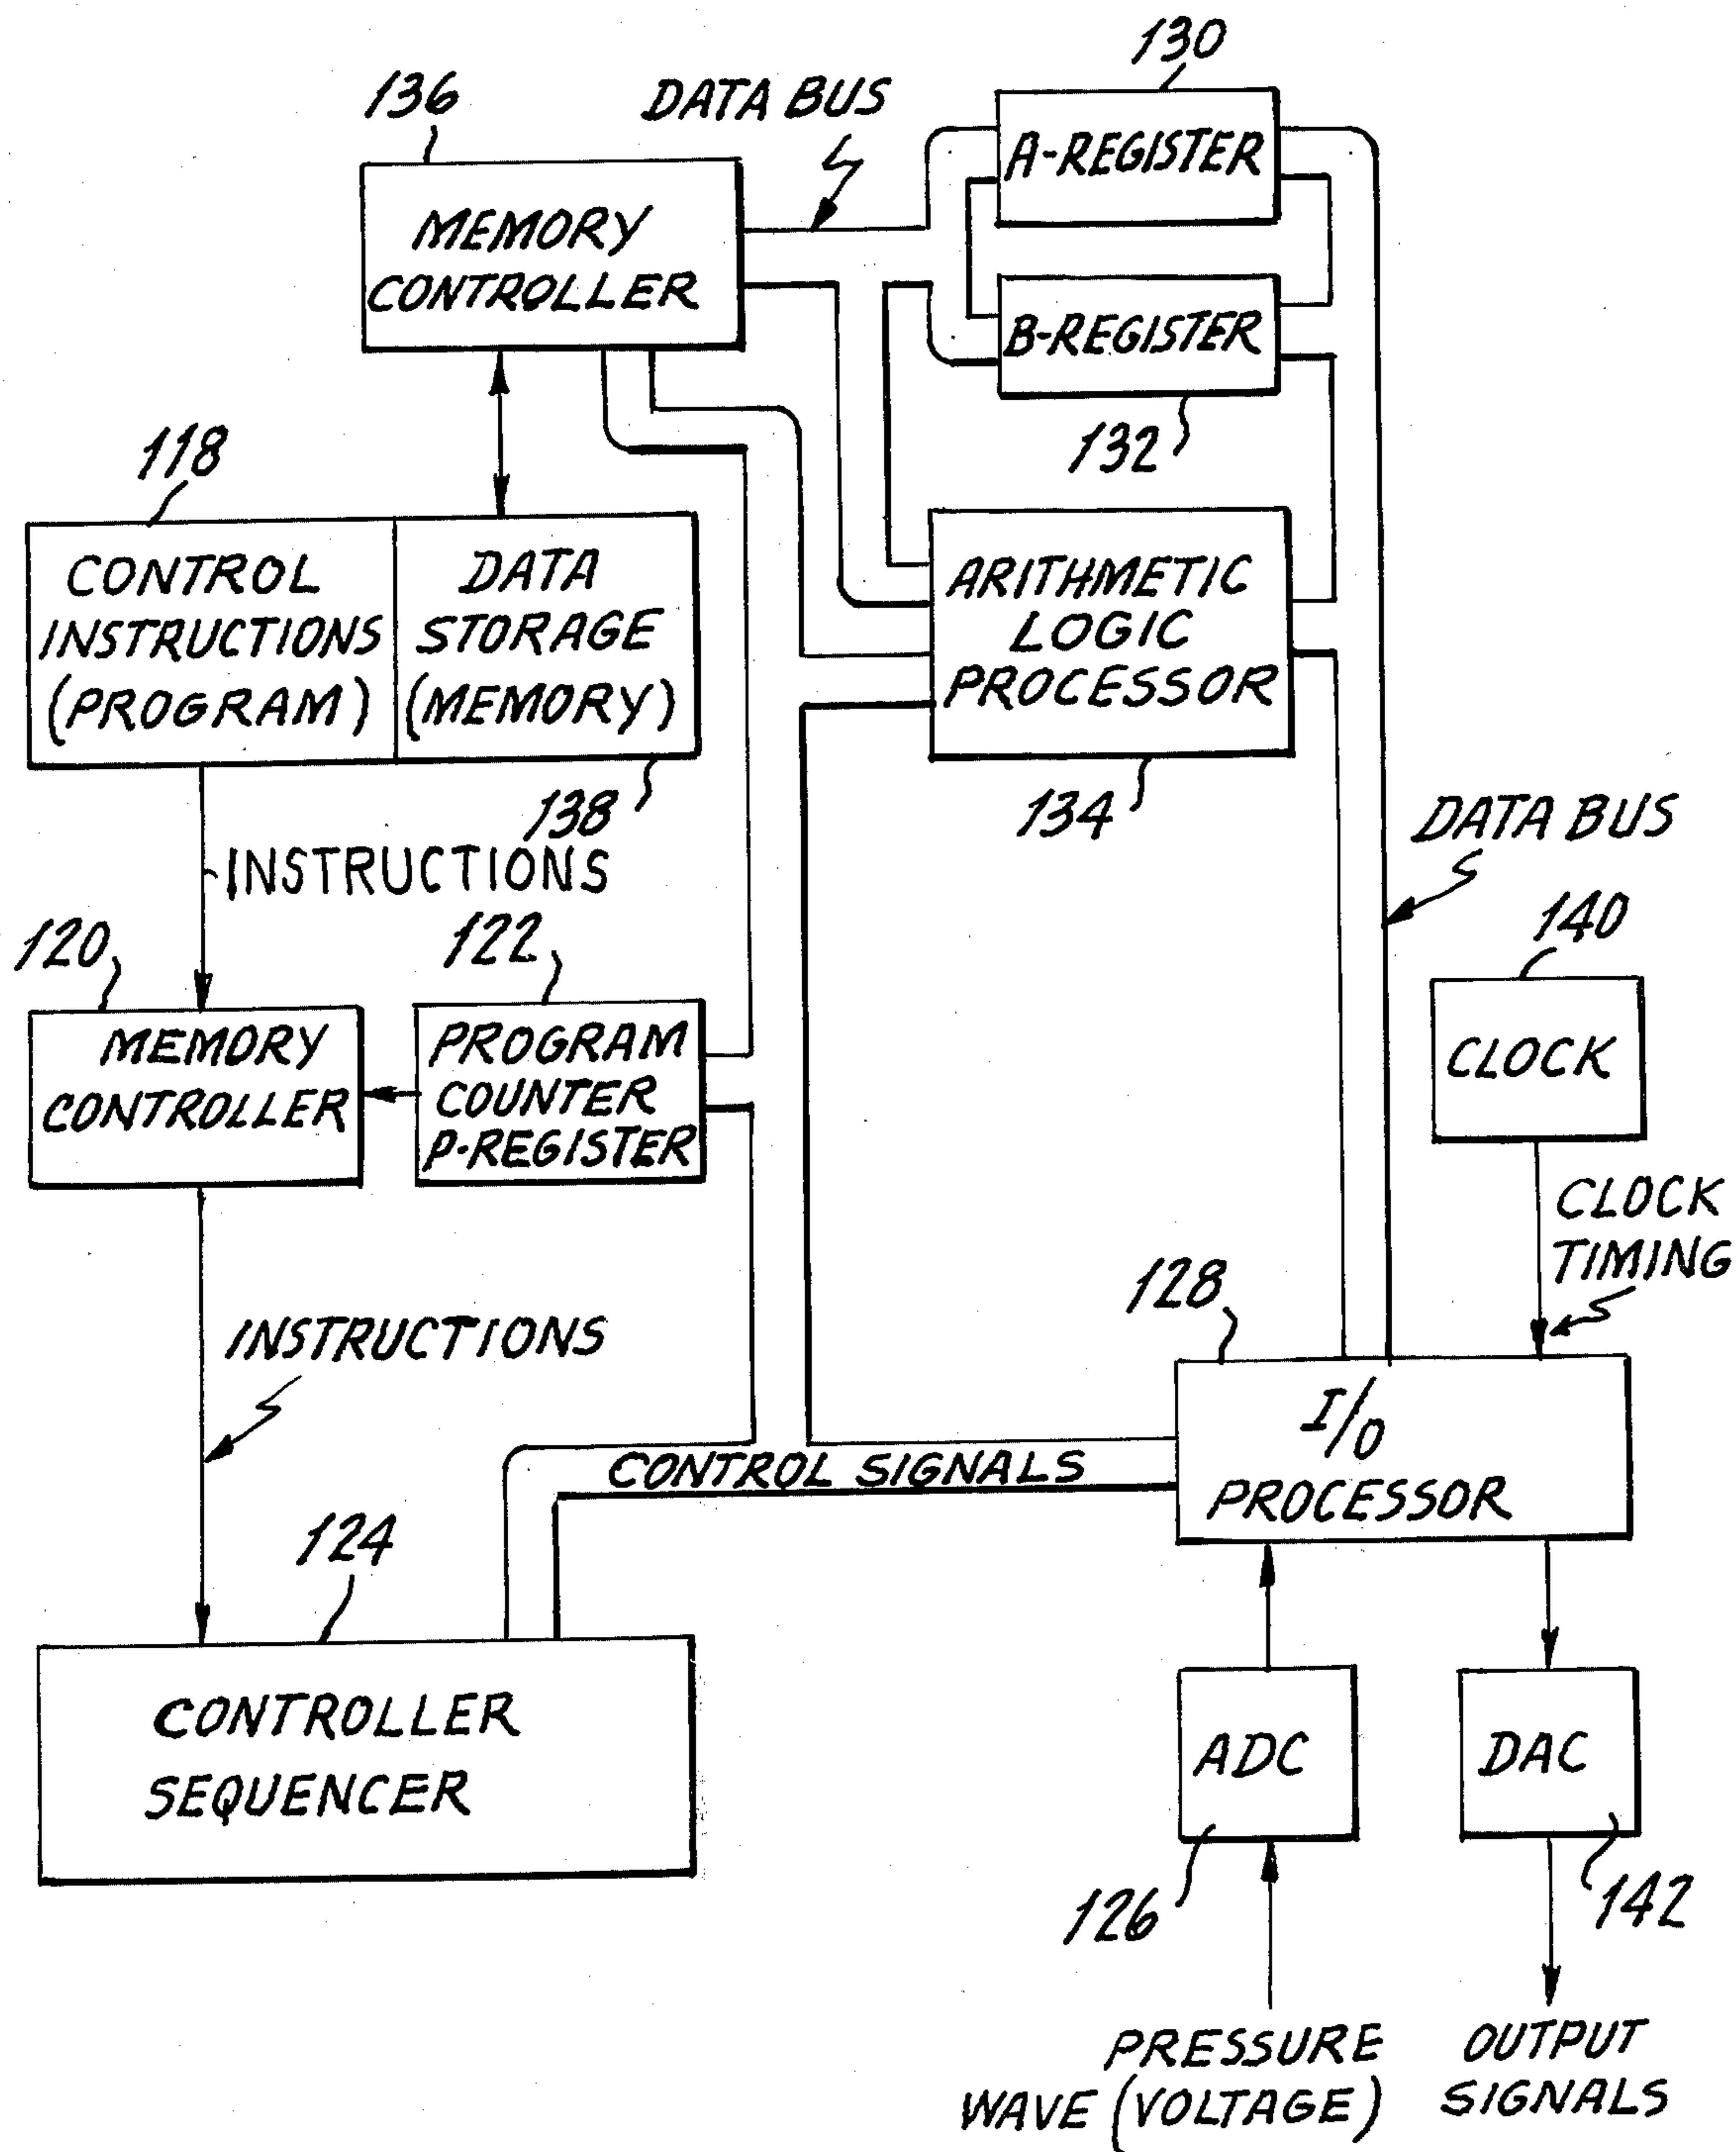 130
136
DATA BUS
A-REGISTER
MEMORY
CONTROLLER
B-REGISTER
132
118
CONTROL
INSTRUCTIONS
(PROGRAM)
DATA
STORAGE
(MEMORY)
ARITHMETIC
LOGIC
PROCESSOR
138
134
DATA BUS
INSTRUCTIONS
120
122
140
MEMORY
CONTROLLER
PROGRAM
COUNTER
P-REGISTER
CLOCK
CLOCK
TIMING
128
INSTRUCTIONS
I/O
PROCESSOR
CONTROL SIGNALS
124
CONTROLLER
SEQUENCER
ADC
DAC
126
142
PRESSURE
WAVE (VOLTAGE)
OUTPUT
SIGNALS